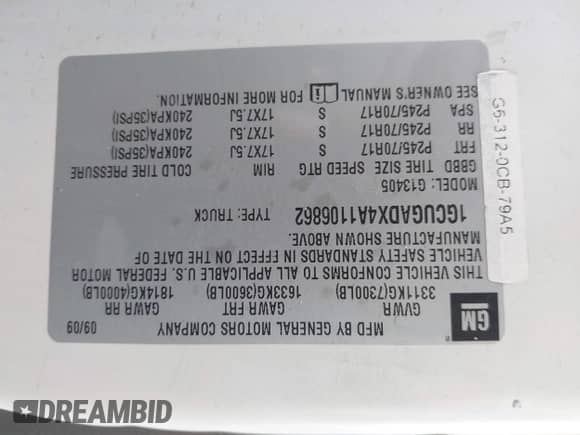 GM
MFD BY GENERAL MOTORS COMPANY 09/09
GVWR GAWR FRT GAWR RR
3311KG(7300LB) 1633KG(3600LB) 1814KG(4000LB)
THIS VEHICLE CONFORMS TO ALL APPLICABLE U.S. FEDERAL MOTOR
VEHICLE SAFETY STANDARDS IN EFFECT ON THE DATE OF
MANUFACTURE SHOWN ABOVE.
1GCUGADX4A1106862 TYPE: TRUCK
MODEL: G13405
GBBD TIRE SIZE SPEED RTG RIM COLD TIRE PRESSURE
FRT P245/70R17 S 17X7.5J 240KPA(35PSI)
RR P245/70R17 S 17X7.5J 240KPA(35PSI)
SPA P245/70R17 S 17X7.5J 240KPA(35PSI)
SEE OWNER'S MANUAL FOR MORE INFORMATION.
G6-312-0CB-79A5
DREAMBID